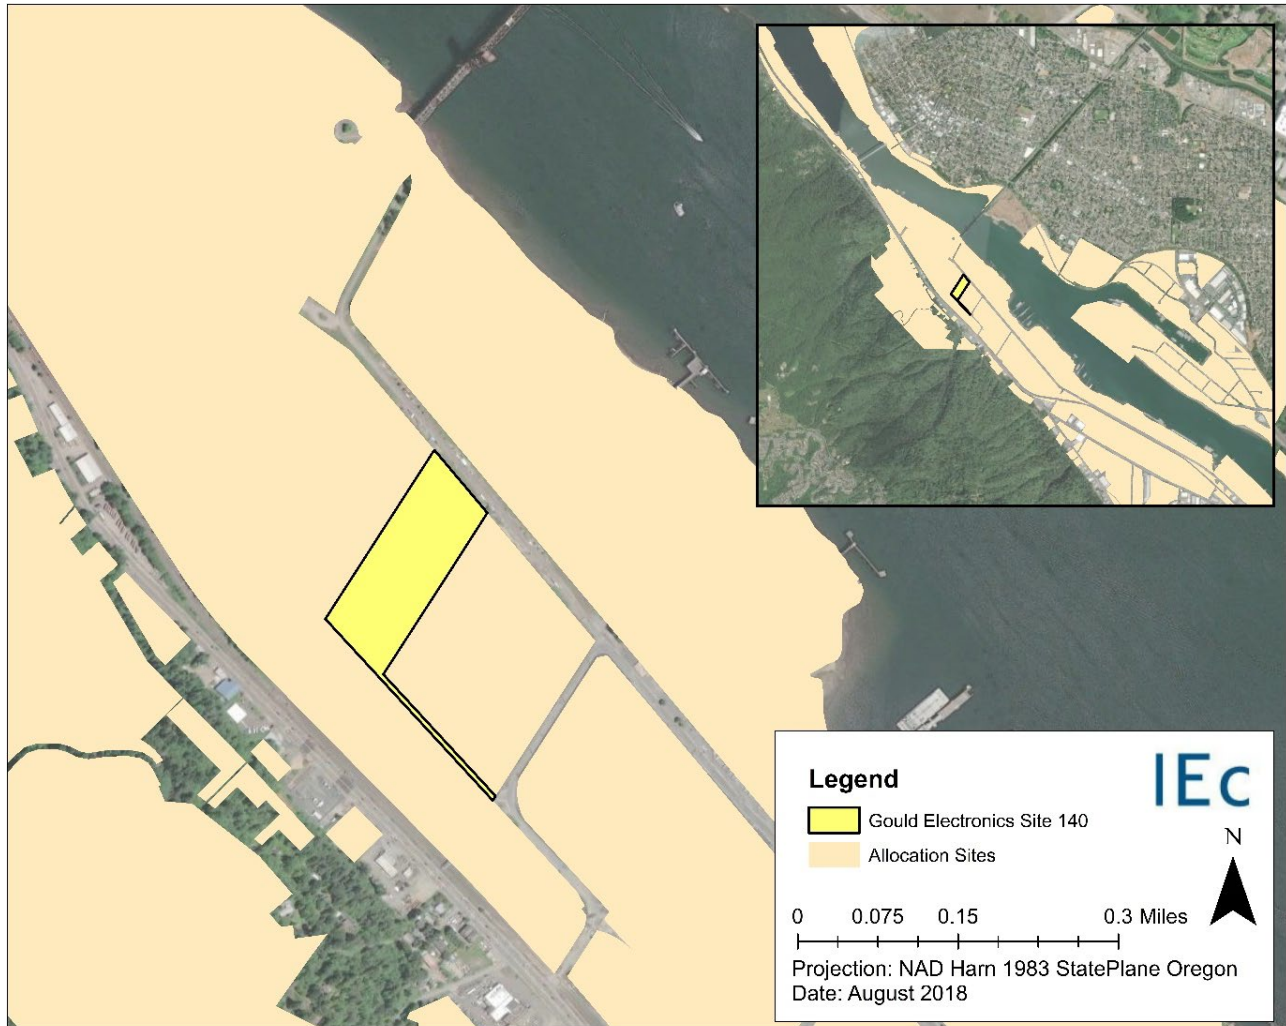 Legend
IEc
Gould Electronics Site 140
Allocation Sites
N
0 0.075 0.15 0.3 Miles
Projection: NAD Harn 1983 StatePlane Oregon
Date: August 2018